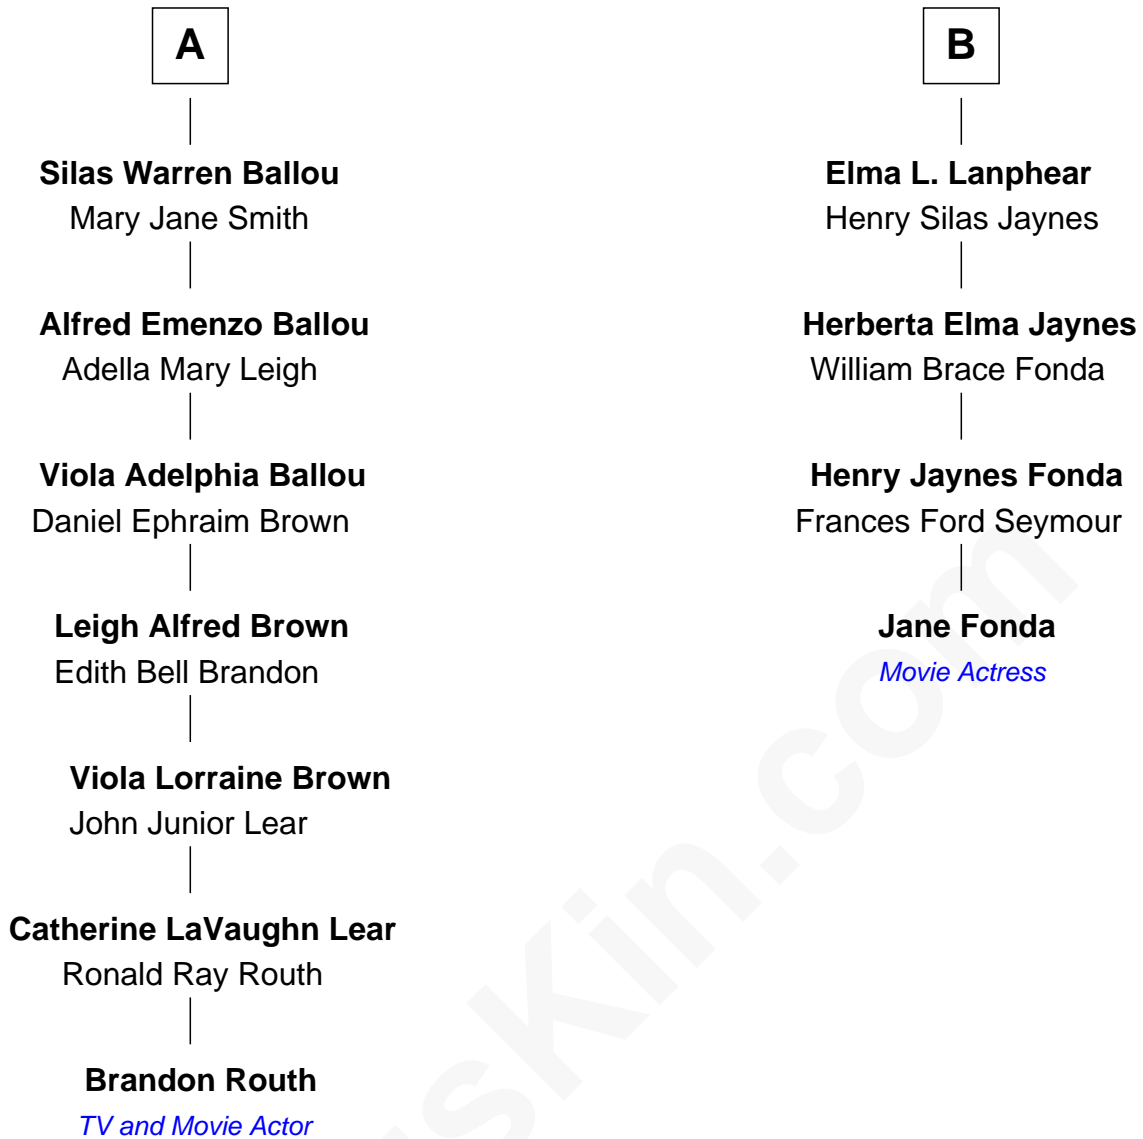 A
Silas Warren Ballou
Mary Jane Smith
Alfred Emenzo Ballou
Adella Mary Leigh
Viola Adelphia Ballou
Daniel Ephraim Brown
Leigh Alfred Brown
Edith Bell Brandon
Viola Lorraine Brown
John Junior Lear
Catherine LaVaughn Lear
Ronald Ray Routh
Brandon Routh
TV and Movie Actor
B
Elma L. Lanphear
Henry Silas Jaynes
Herberta Elma Jaynes
William Brace Fonda
Henry Jaynes Fonda
Frances Ford Seymour
Jane Fonda
Movie Actress
sKin.com